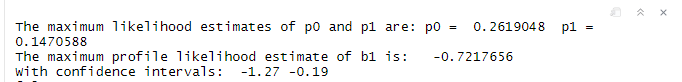 The maximum likelihood estimates of p0 and p1 are: p0 =  0.2619048  p1 =
0.1470588
The maximum profile likelihood estimate of b1 is:   -0.7217656
With confidence intervals:  -1.27 -0.19